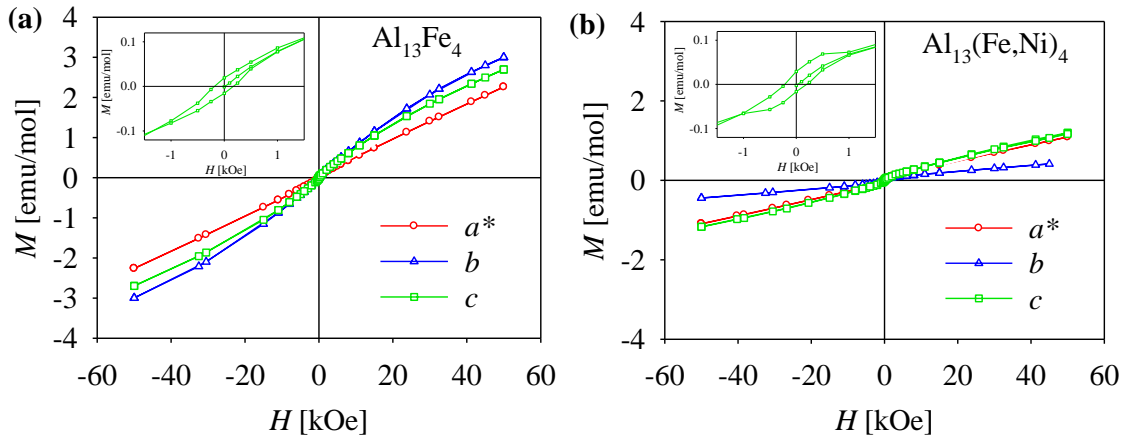 (a)
Al13Fe4
M [emu/mol]
4
3
2
1
0
-1
-2
-3
-4
-60 -40 -20 0 20 40 60
H [kOe]
M [emu/mol]
0.1
0.0
-0.1
-1 0 1
H [kOe]
a*
b
c
(b)
Al13(Fe,Ni)4
M [emu/mol]
4
2
0
-2
-4
-60 -40 -20 0 20 40 60
H [kOe]
M [emu/mol]
0.1
0.0
-0.1
-1 0 1
H [kOe]
a*
b
c